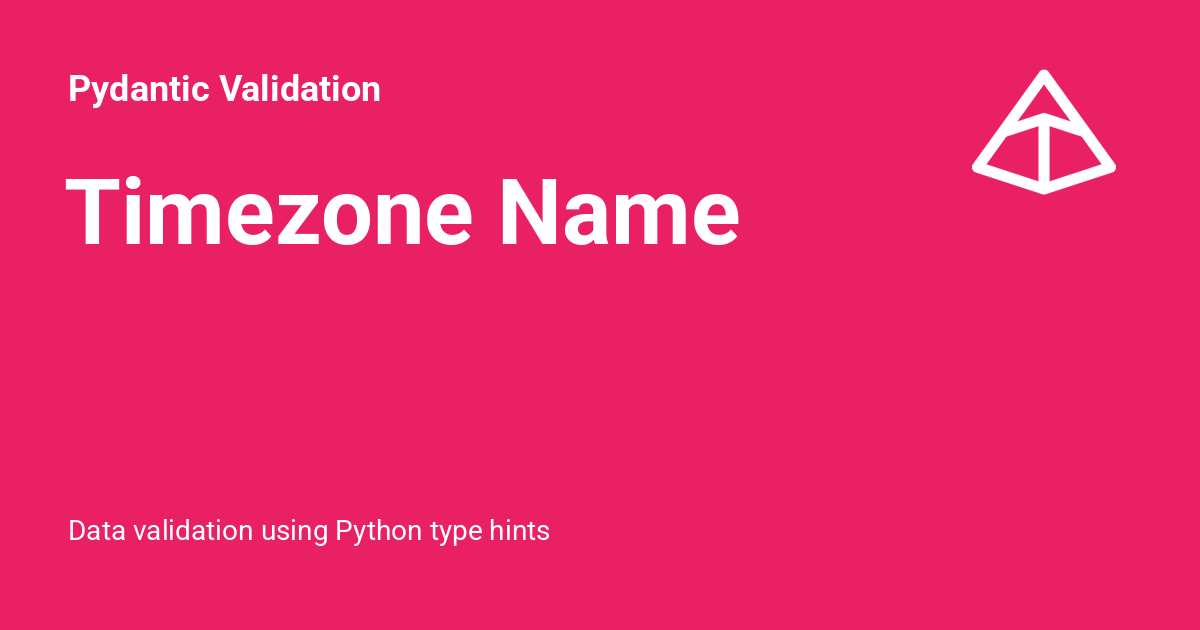 Pydantic Validation
Timezone Name
Data validation using Python type hints